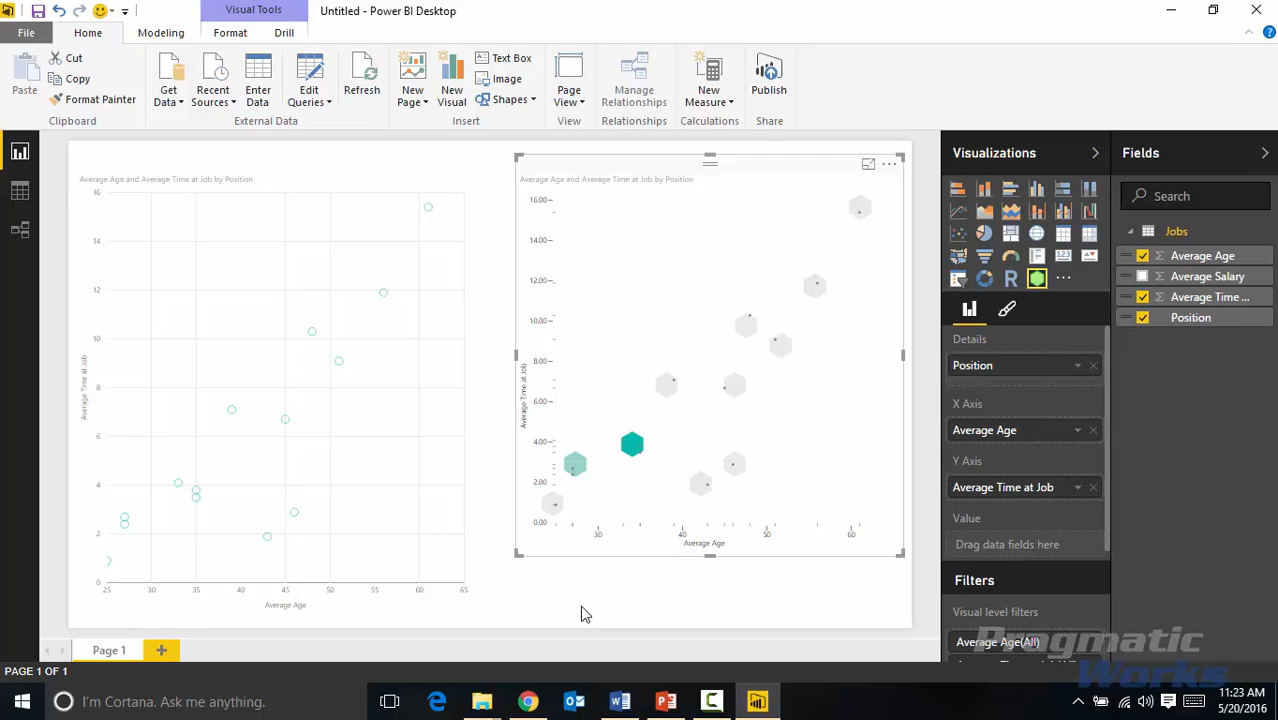 Visual Tools
Untitled - Power BI Desktop
File
Home
Modeling
Format
Drill
Paste
Cut
Copy
Format Painter
Clipboard
Get Data
Recent Sources
Enter Data
Edit Queries
Refresh
External Data
New Page
New Visual
Text Box
Image
Shapes
Insert
Page View
View
Manage Relationships
Relationships
New Measure
Calculations
Publish
Share
Average Age and Average Time at Job by Position
16
14
12
10
8
6
4
2
0
Average Time at Job
25 30 35 40 45 50 55 60 65
Average Age
Average Age and Average Time at Job by Position
16.00
14.00
12.00
10.00
8.00
6.00
4.00
2.00
0.00
Average Time at Job
30 40 50 60
Average Age
Visualizations
R
123
Details
Position
X Axis
Average Age
Y Axis
Average Time at Job
Value
Drag data fields here
Filters
Visual level filters
Average Age(All)
Fields
Search
Jobs
Average Age
Average Salary
Average Time ...
Position
Pragmatic
Works
Page 1
PAGE 1 OF 1
I'm Cortana. Ask me anything.
11:23 AM
5/20/2016